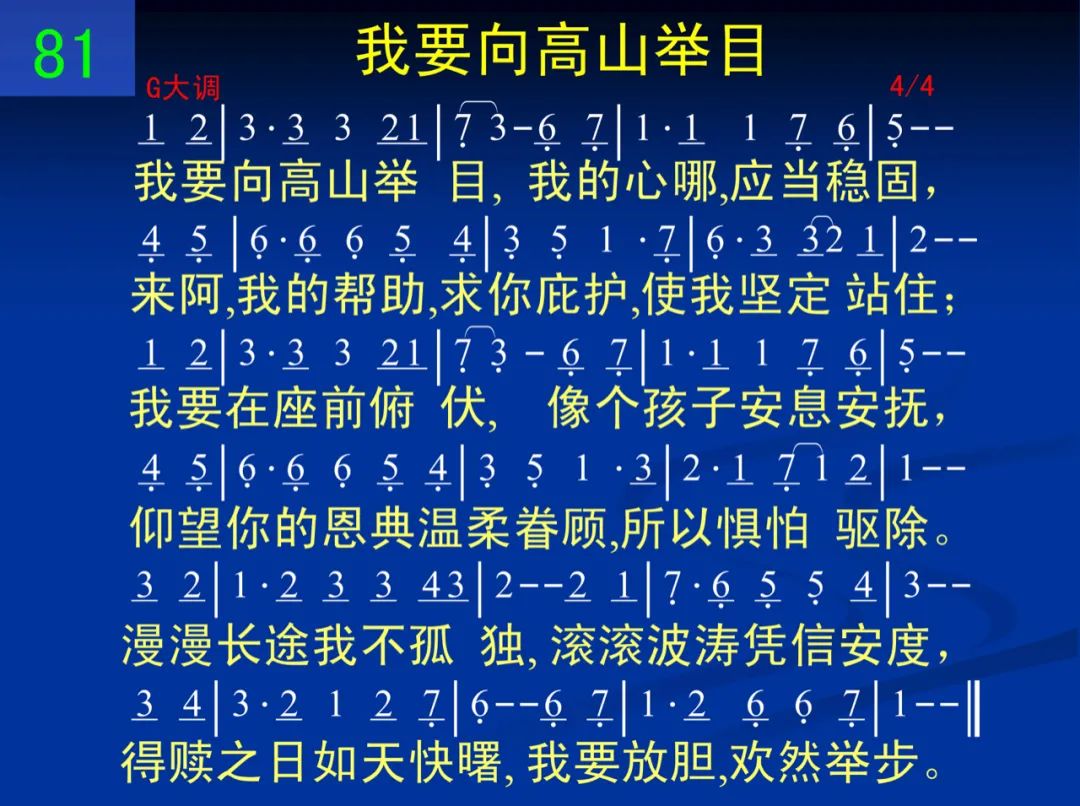 81
我要向高山举目
G大调 4/4
1 2|3·3 3 21|7 3-6 7|1·1 1 7 6|5--
我要向高山举 目, 我的心哪,应当稳固，
4 5|6·6 6 5 4|3 5 1 ·7|6·3 32 1|2--
来阿,我的帮助,求你庇护,使我坚定 站住；
1 2|3·3 3 21|7 3 - 6 7|1·1 1 7 6|5--
我要在座前俯 伏, 像个孩子安息安抚，
4 5|6·6 6 5 4|3 5 1 ·3|2·1 71 2|1--
仰望你的恩典温柔眷顾,所以惧怕 驱除。
3 2|1·2 3 3 43|2--2 1|7·6 5 5 4|3--
漫漫长途我不孤 独, 滚滚波涛凭信安度，
3 4|3·2 1 2 7|6--6 7|1·2 6 6 7|1--‖
得赎之日如天快曙, 我要放胆,欢然举步。